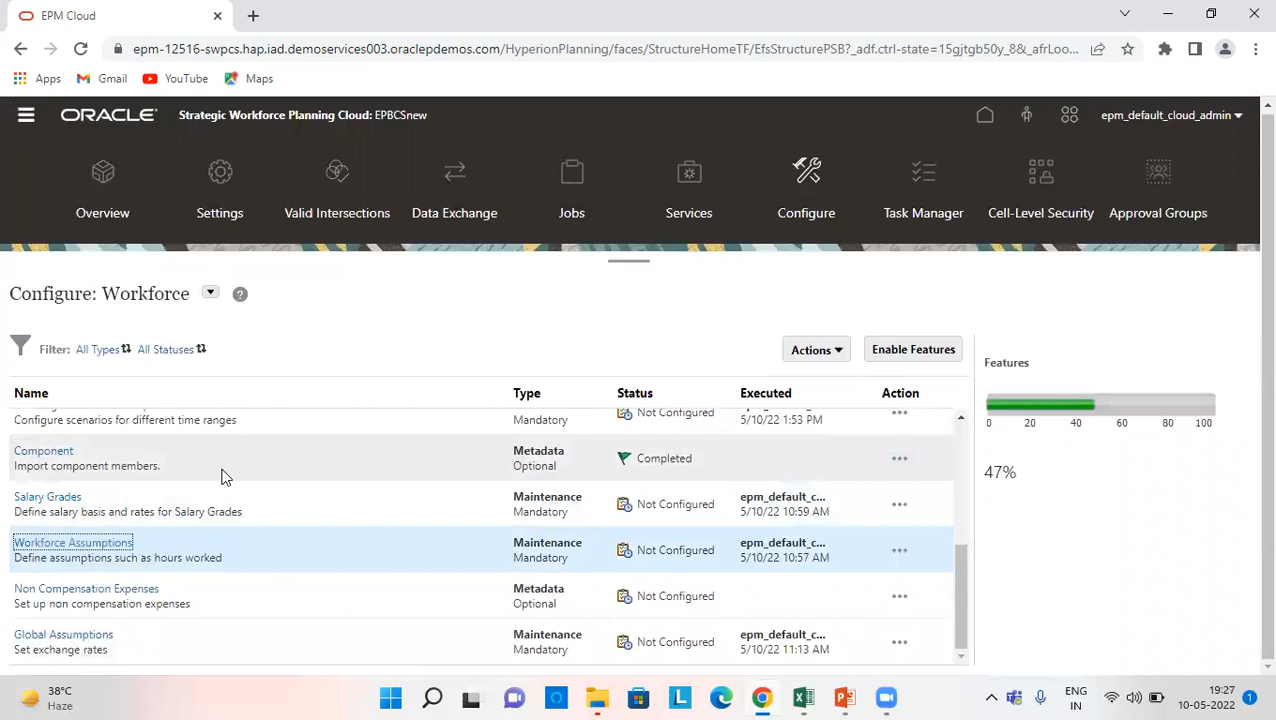 EPM Cloud
epm-12516-swpcs.hap.iad.demoservices003.oraclepdemos.com/HyperionPlanning/faces/StructureHomeTF/EfsStructurePSB?_adf.ctrl-state=15gjtgb50y_8&_afrLoo...
Apps Gmail YouTube Maps
ORACLE Strategic Workforce Planning Cloud: EPBCSnew epm_default_cloud_admin
Overview Settings Valid Intersections Data Exchange Jobs Services Configure Task Manager Cell-Level Security Approval Groups
Configure: Workforce ?
Filter: All Types All Statuses Actions Enable Features
Features
Name Type Status Executed Action
Configure scenarios for different time ranges Mandatory Not Configured 5/10/22 1:53 PM
0 20 40 60 80 100
Component Metadata
Import component members. Optional Completed
47%
Salary Grades Maintenance epm_default_c...
Define salary basis and rates for Salary Grades Mandatory Not Configured 5/10/22 10:59 AM
Workforce Assumptions Maintenance epm_default_c...
Define assumptions such as hours worked Mandatory Not Configured 5/10/22 10:57 AM
Non Compensation Expenses Metadata
Set up non compensation expenses Optional Not Configured
Global Assumptions Maintenance epm_default_c...
Set exchange rates Mandatory Not Configured 5/10/22 11:13 AM
38°C
Haze
ENG
IN
19:27
10-05-2022
1